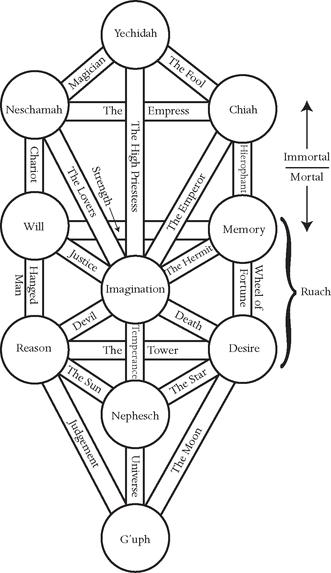 Yechidah
Magician
The Fool
Neschamah
The Empress
Chiah
The High Priestess
Chariot
The Lovers
Strength
The Emperor
Hierophant
Immortal
Mortal
Will
Memory
Justice
The Hermit
Imagination
Hanged
Man
Wheel of
Fortune
Ruach
Devil
Death
Reason
Temperance
The Tower
Desire
The Sun
The Star
Nephesch
Judgement
Universe
The Moon
G'uph